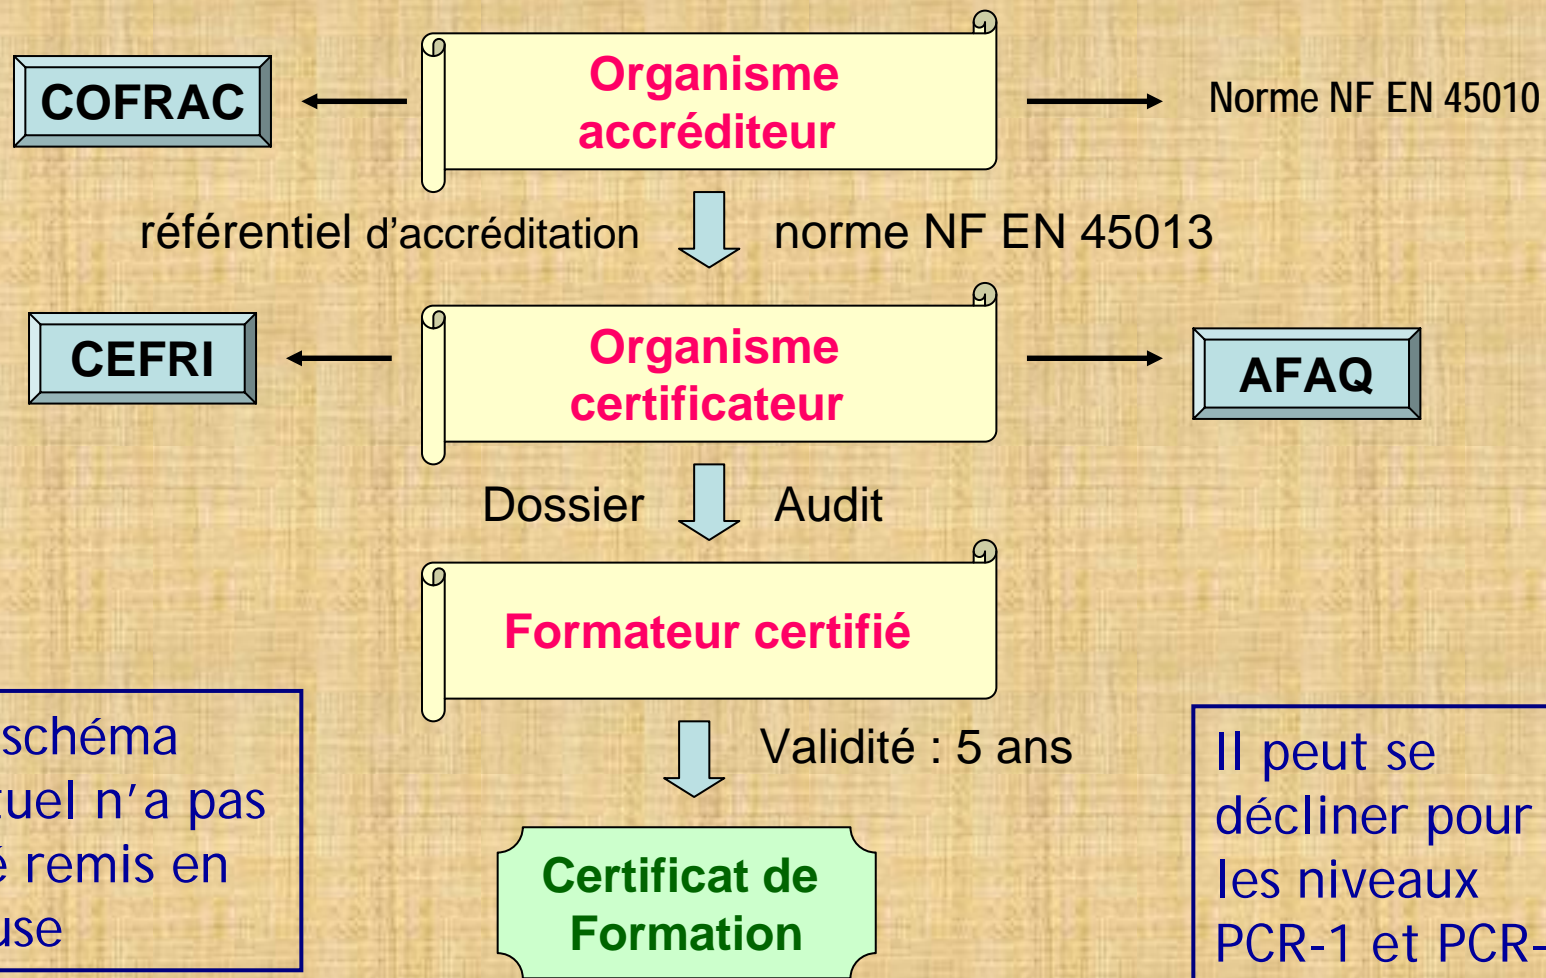 Organisme
accréditeur
COFRAC
Norme NF EN 45010
référentiel d’accréditation norme NF EN 45013
Organisme
certificateur
CEFRI
AFAQ
Dossier Audit
Formateur certifié
Validité : 5 ans
Certificat de
Formation
schéma
n’a pas
remis en
Il peut se
décliner pour
les niveaux
PCR-1 et PCR-